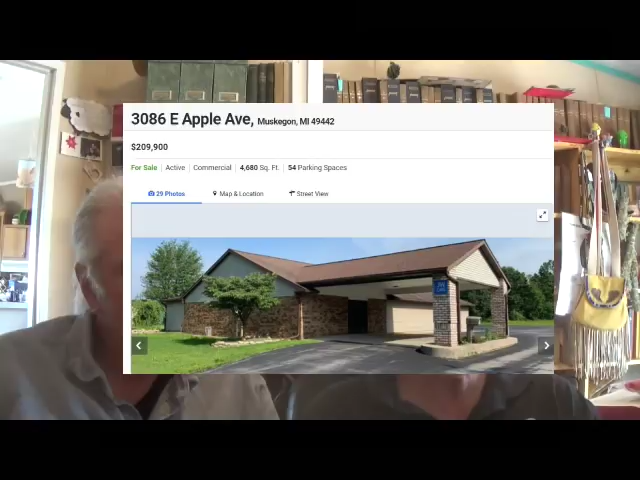 3086 E Apple Ave, Muskegon, MI 49442
$209,900
For Sale Active Commercial 4,680 Sq. Ft. 54 Parking Spaces
29 Photos Map & Location Street View